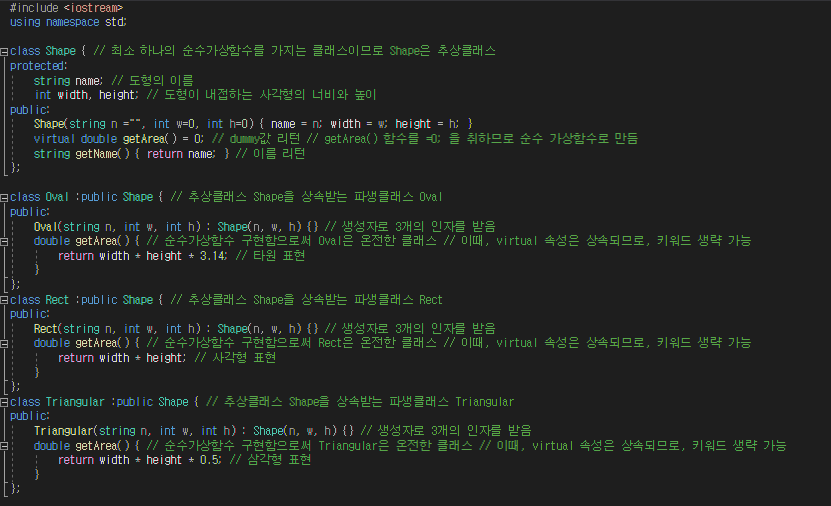 #include <iostream>
using namespace std;
class Shape { // 최소 하나의 순수가상함수를 가지는 클래스이므로 Shape은 추상클래스
protected:
string name; // 도형의 이름
int width, height; // 도형이 내접하는 사각형의 너비와 높이
public:
Shape(string n ="", int w=0, int h=0) { name = n; width = w; height = h; }
virtual double getArea() = 0; // dummy값 리턴 // getArea() 함수를 =0; 을 취하므로 순수 가상함수로 만듬
string getName() { return name; } // 이름 리턴
};
class Oval :public Shape { // 추상클래스 Shape을 상속받는 파생클래스 Oval
public:
Oval(string n, int w, int h) : Shape(n, w, h) {} // 생성자로 3개의 인자를 받음
double getArea() { // 순수가상함수 구현함으로써 Oval은 온전한 클래스 // 이때, virtual 속성은 상속되므로, 키워드 생략 가능
return width * height * 3.14; // 타원 표현
}
};
class Rect :public Shape { // 추상클래스 Shape을 상속받는 파생클래스 Rect
public:
Rect(string n, int w, int h) : Shape(n, w, h) {} // 생성자로 3개의 인자를 받음
double getArea() { // 순수가상함수 구현함으로써 Rect은 온전한 클래스 // 이때, virtual 속성은 상속되므로, 키워드 생략 가능
return width * height; // 사각형 표현
}
};
class Triangular :public Shape { // 추상클래스 Shape을 상속받는 파생클래스 Triangular
public:
Triangular(string n, int w, int h) : Shape(n, w, h) {} // 생성자로 3개의 인자를 받음
double getArea() { // 순수가상함수 구현함으로써 Triangular은 온전한 클래스 // 이때, virtual 속성은 상속되므로, 키워드 생략 가능
return width * height * 0.5; // 삼각형 표현
}
};